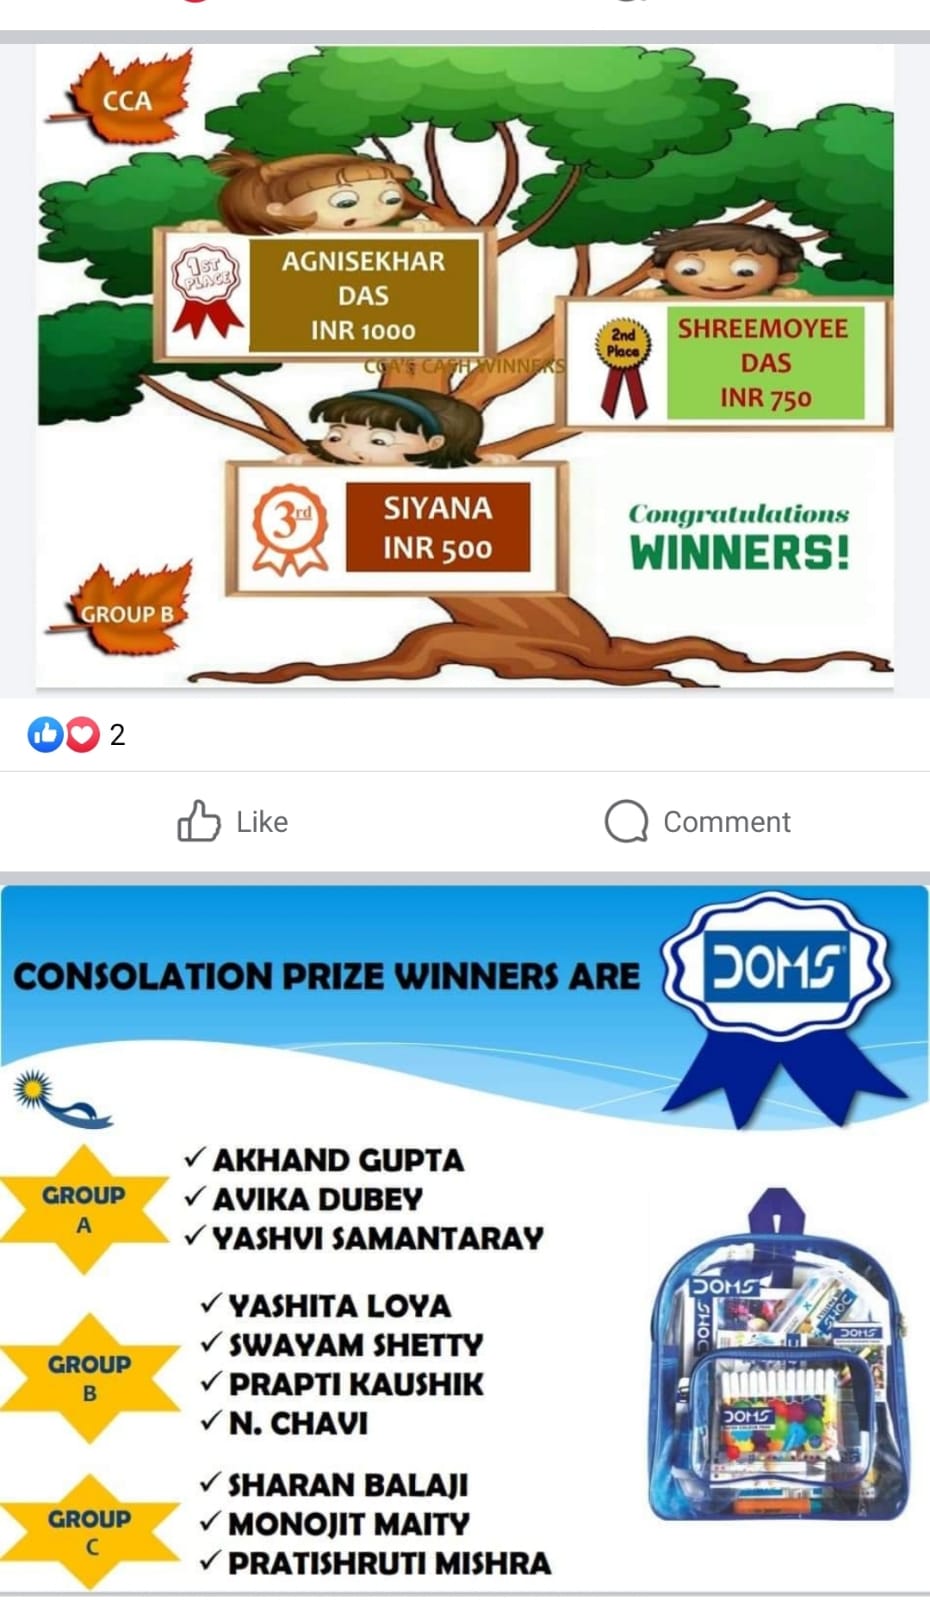 CCA
1ST
PLACE
AGNISEKHAR
DAS
INR 1000
2nd
Place
SHREEMOYEE
DAS
INR 750
CCA'S CASH WINNERS
3rd
SIYANA
INR 500
Congratulations
WINNERS!
GROUP B
2
Like
Comment
CONSOLATION PRIZE WINNERS ARE
DOMS
GROUP
A
AKHAND GUPTA
AVIKA DUBEY
YASHVI SAMANTARAY
GROUP
B
YASHITA LOYA
SWAYAM SHETTY
PRAPTI KAUSHIK
N. CHAVI
GROUP
C
SHARAN BALAJI
MONOJIT MAITY
PRATISHRUTI MISHRA
DOMS
DOMS
DOMS
DOMS
DOMS